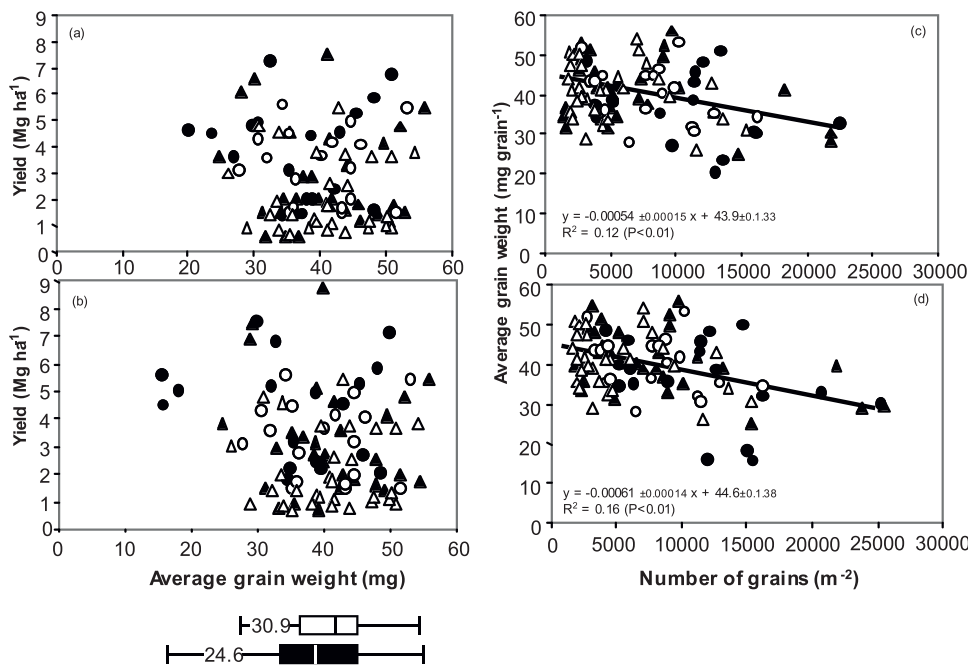 (a)
9
8
7
6
5
4
3
2
1
0
Yield (Mg ha-1)
0 10 20 30 40 50 60
(b)
9
8
7
6
5
4
3
2
1
0
Yield (Mg ha-1)
0 10 20 30 40 50 60
Average grain weight (mg)
30.9
24.6
(c)
60
50
40
30
20
10
0
Average grain weight (mg grain-1)
y = -0.00054 ±0.00015 x + 43.9±0.1.33
R2 = 0.12 (P<0.01)
0 5000 10000 15000 20000 25000 30000
(d)
60
50
40
30
20
10
0
y = -0.00061 ±0.00014 x + 44.6±0.1.38
R2 = 0.16 (P<0.01)
0 5000 10000 15000 20000 25000 30000
Number of grains (m-2)